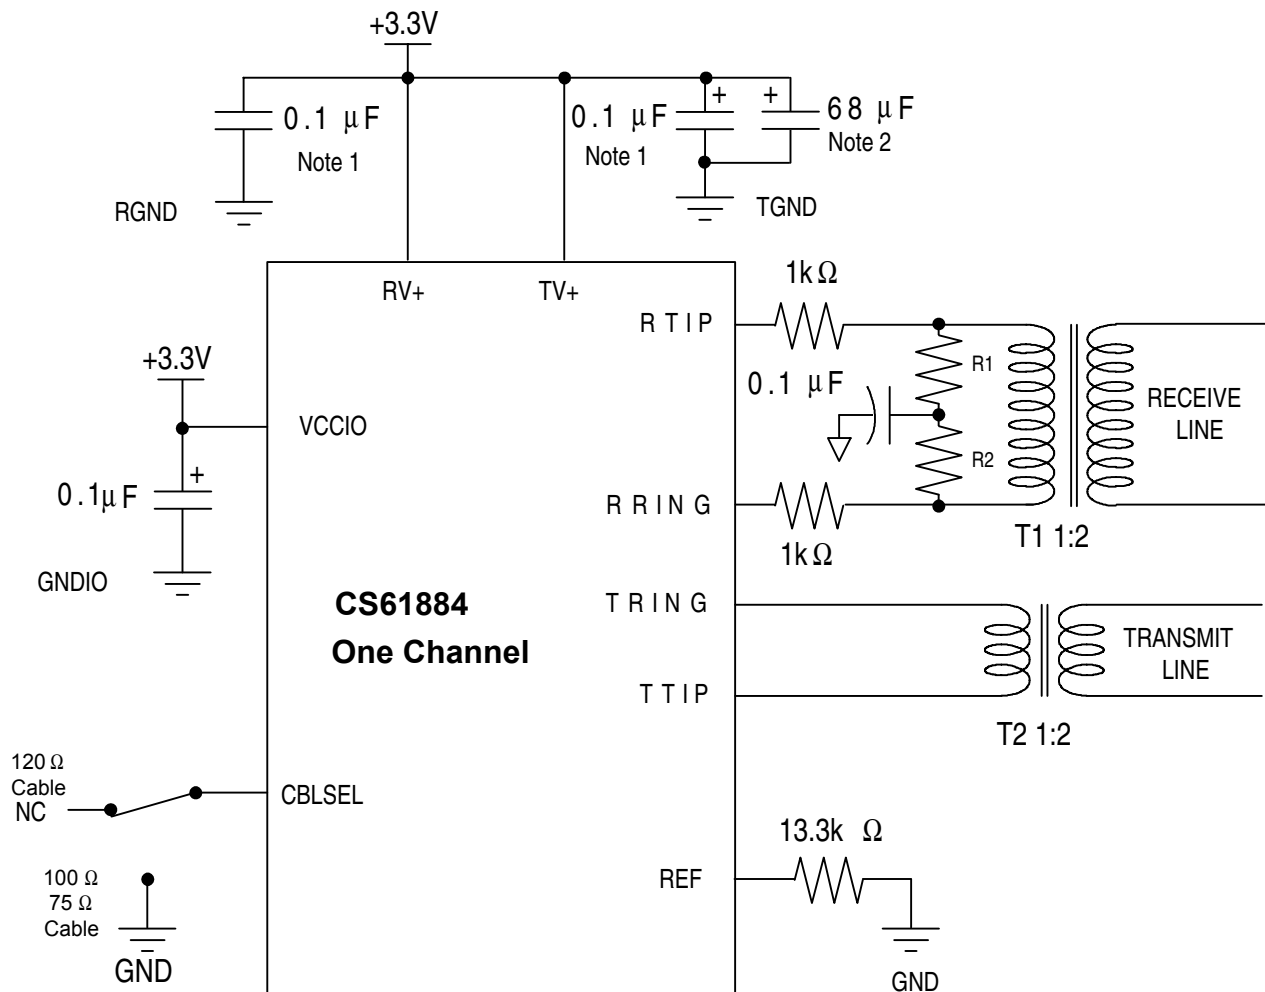 +3.3V
+
+
0.1 μF
Note 1
0.1 μF
Note 1
68 μF
Note 2
RGND
TGND
RV+
TV+
1k Ω
RTIP
+3.3V
0.1 μF
R1
RECEIVE
LINE
VCCIO
R2
+
0.1μF
RRING
T1 1:2
1k Ω
GNDIO
CS61884
One Channel
TRING
TRANSMIT
LINE
TTIP
T2 1:2
120 Ω
Cable
NC
CBLSEL
13.3k Ω
REF
100 Ω
75 Ω
Cable
GND
GND